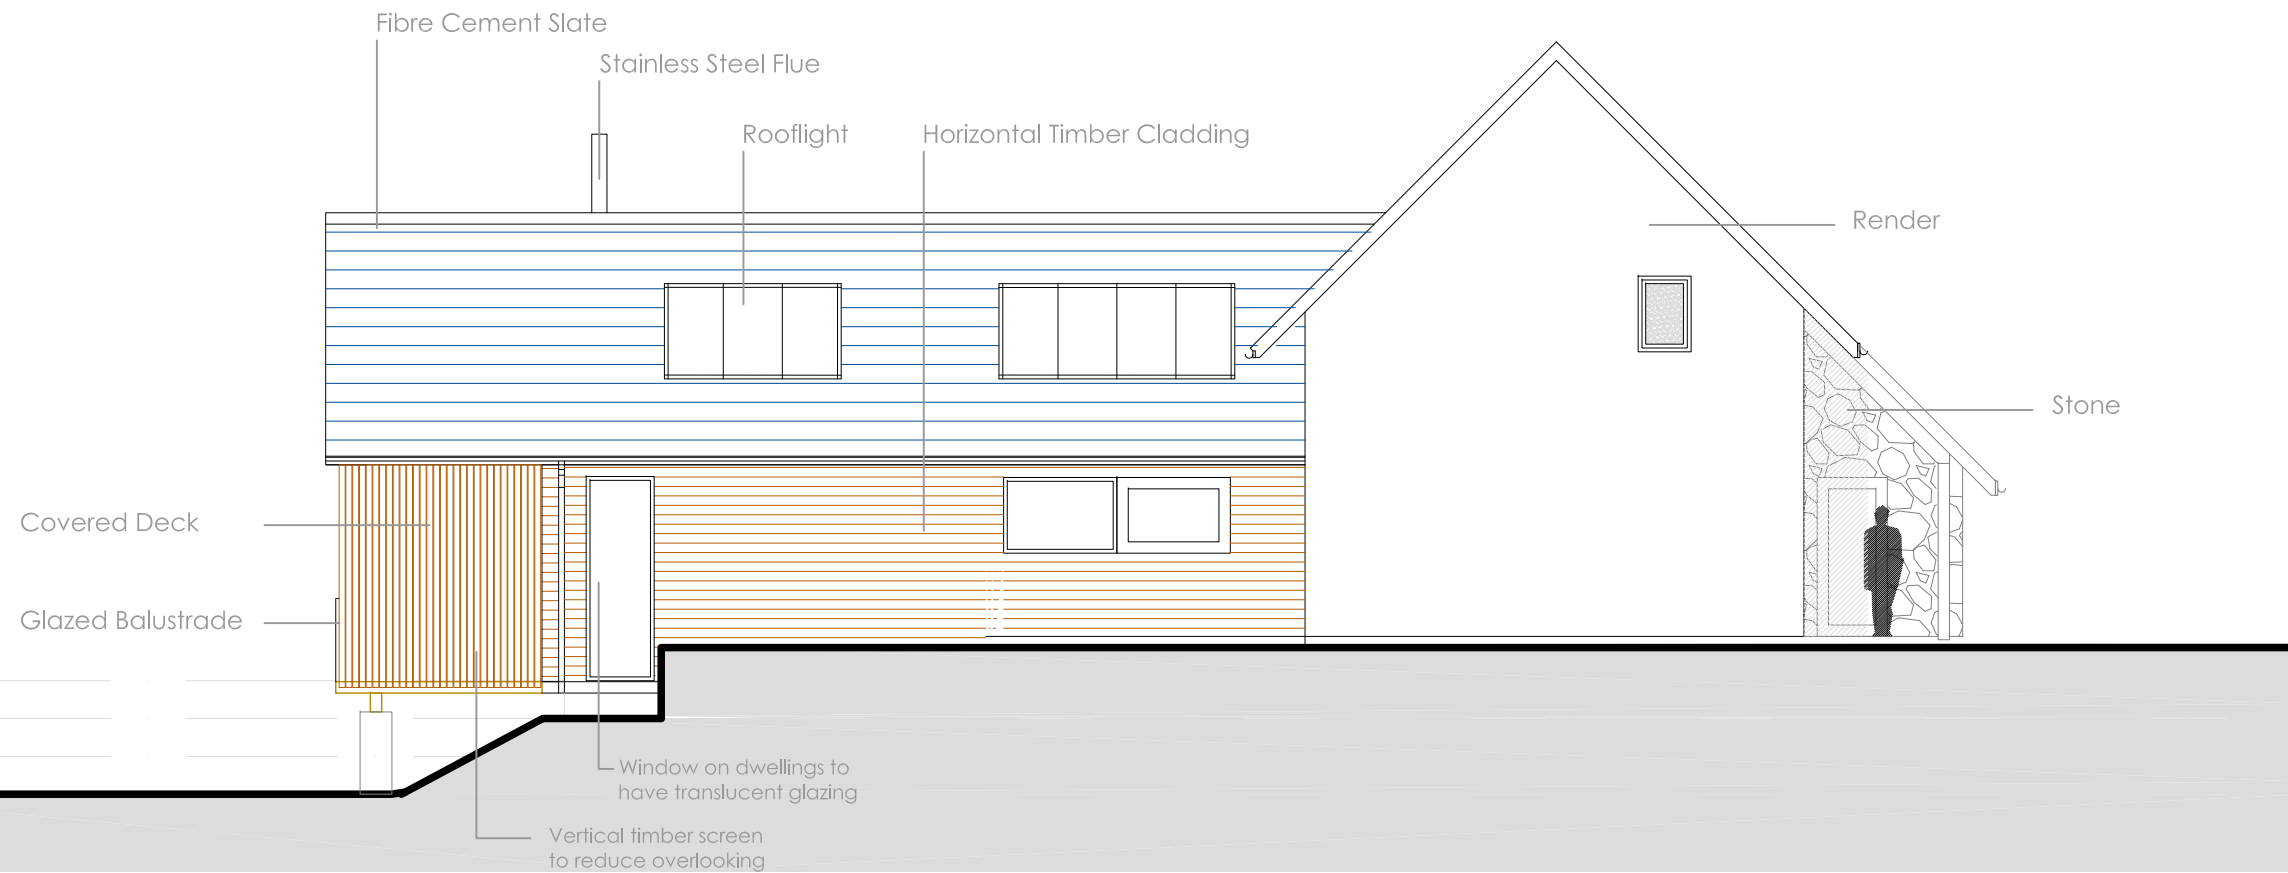 Fibre Cement Slate
Stainless Steel Flue
Rooflight
Horizontal Timber Cladding
Render
Stone
Covered Deck
Glazed Balustrade
Window on dwellings to
have translucent glazing
Vertical timber screen
to reduce overlooking